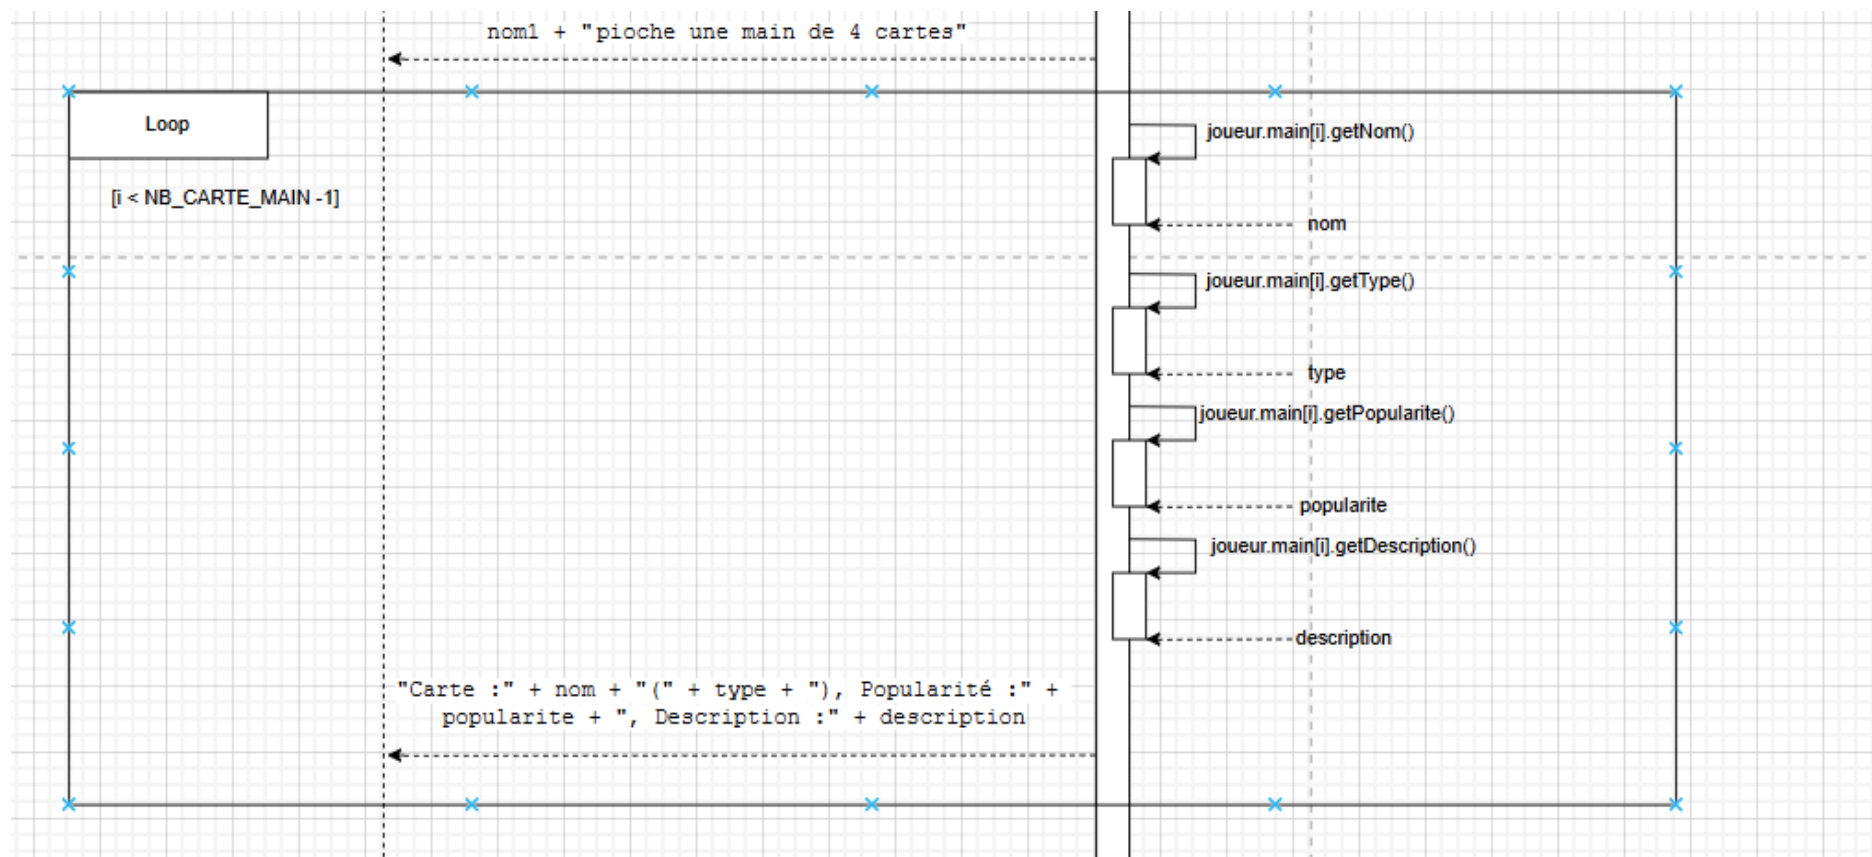 nom1 + "pioche une main de 4 cartes"
Loop
[i < NB_CARTE_MAIN -1]
joueur.main[i].getNom()
nom
joueur.main[i].getType()
type
joueur.main[i].getPopularite()
popularite
joueur.main[i].getDescription()
description
"Carte :" + nom + "(" + type + "), Popularité :" +
popularite + ", Description :" + description